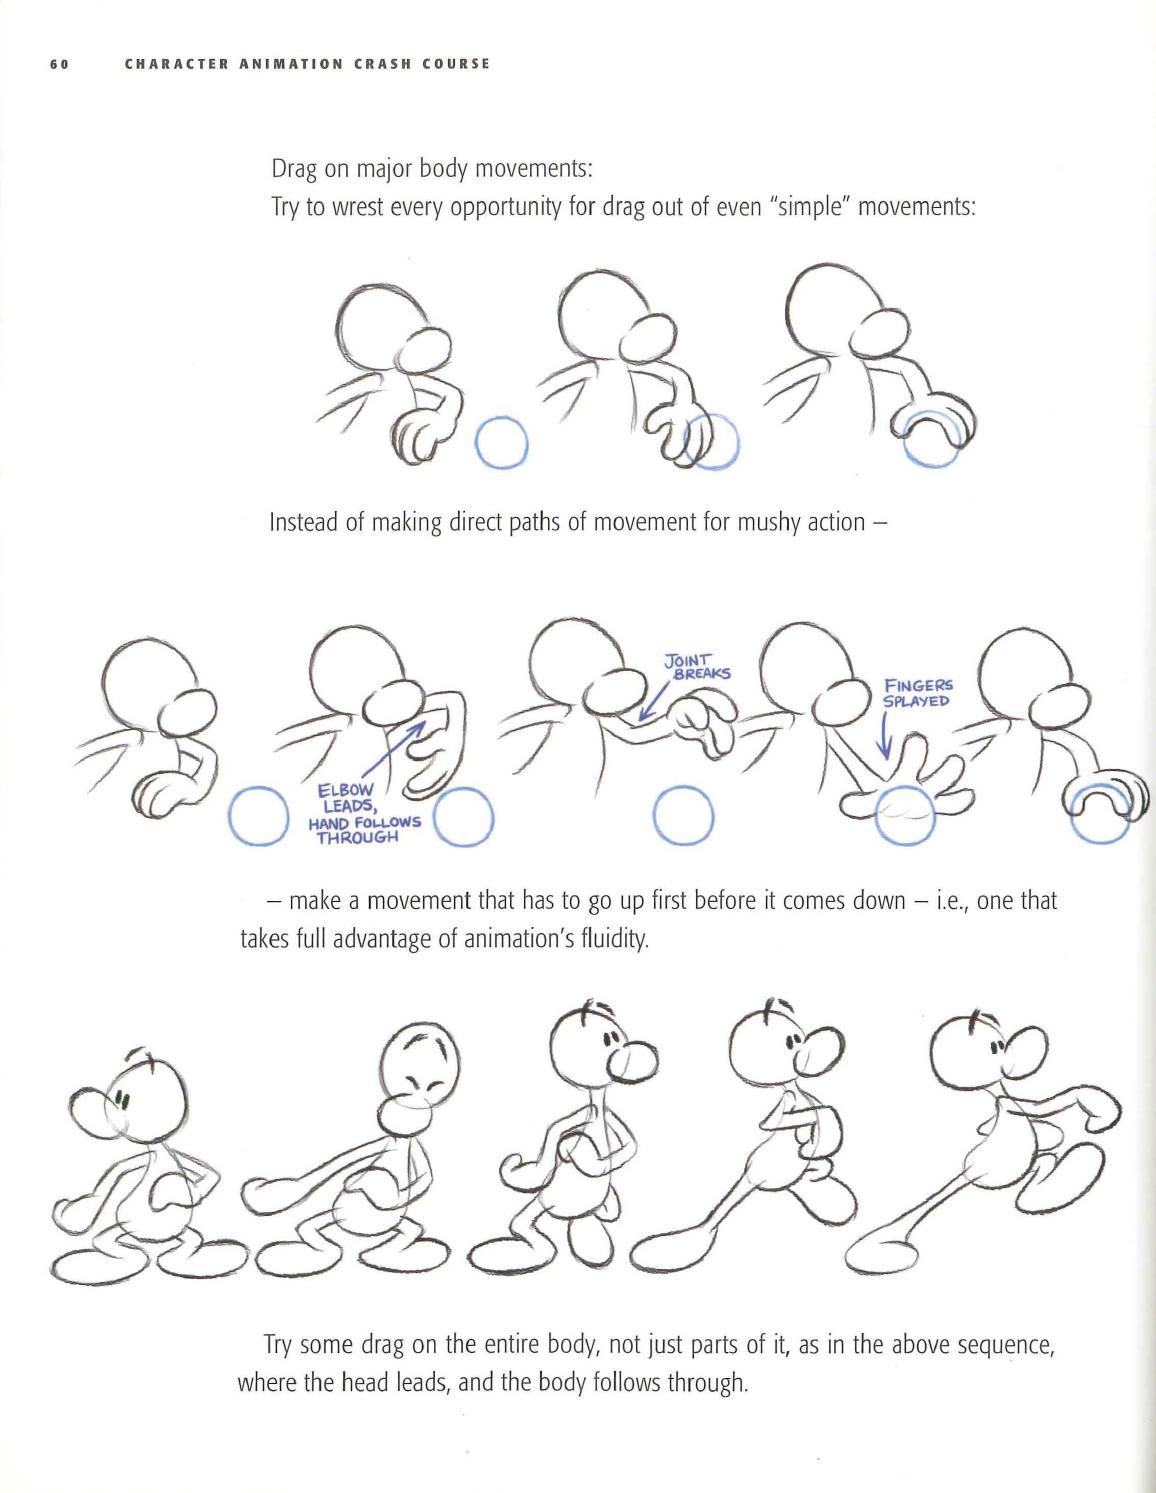 60 CHARACTER ANIMATION CRASH COURSE
Drag on major body movements:
Try to wrest every opportunity for drag out of even “simple” movements:
Instead of making direct paths of movement for mushy action –
JOINT
BREAKS
FINGERS
SPLAYED
ELBOW
LEADS,
HAND FOLLOWS
THROUGH
– make a movement that has to go up first before it comes down – i.e., one that
takes full advantage of animation’s fluidity.
Try some drag on the entire body, not just parts of it, as in the above sequence,
where the head leads, and the body follows through.